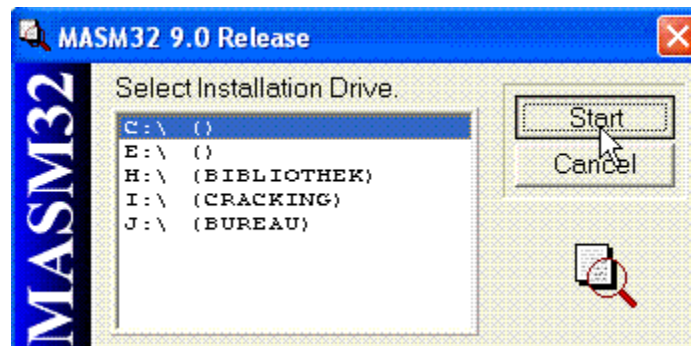 MASM32 9.0 Release
MASM32
Select Installation Drive.
C:\ ()
E:\ ()
H:\ (BIBLIOTHEK)
I:\ (CRACKING)
J:\ (BUREAU)
Start
Cancel